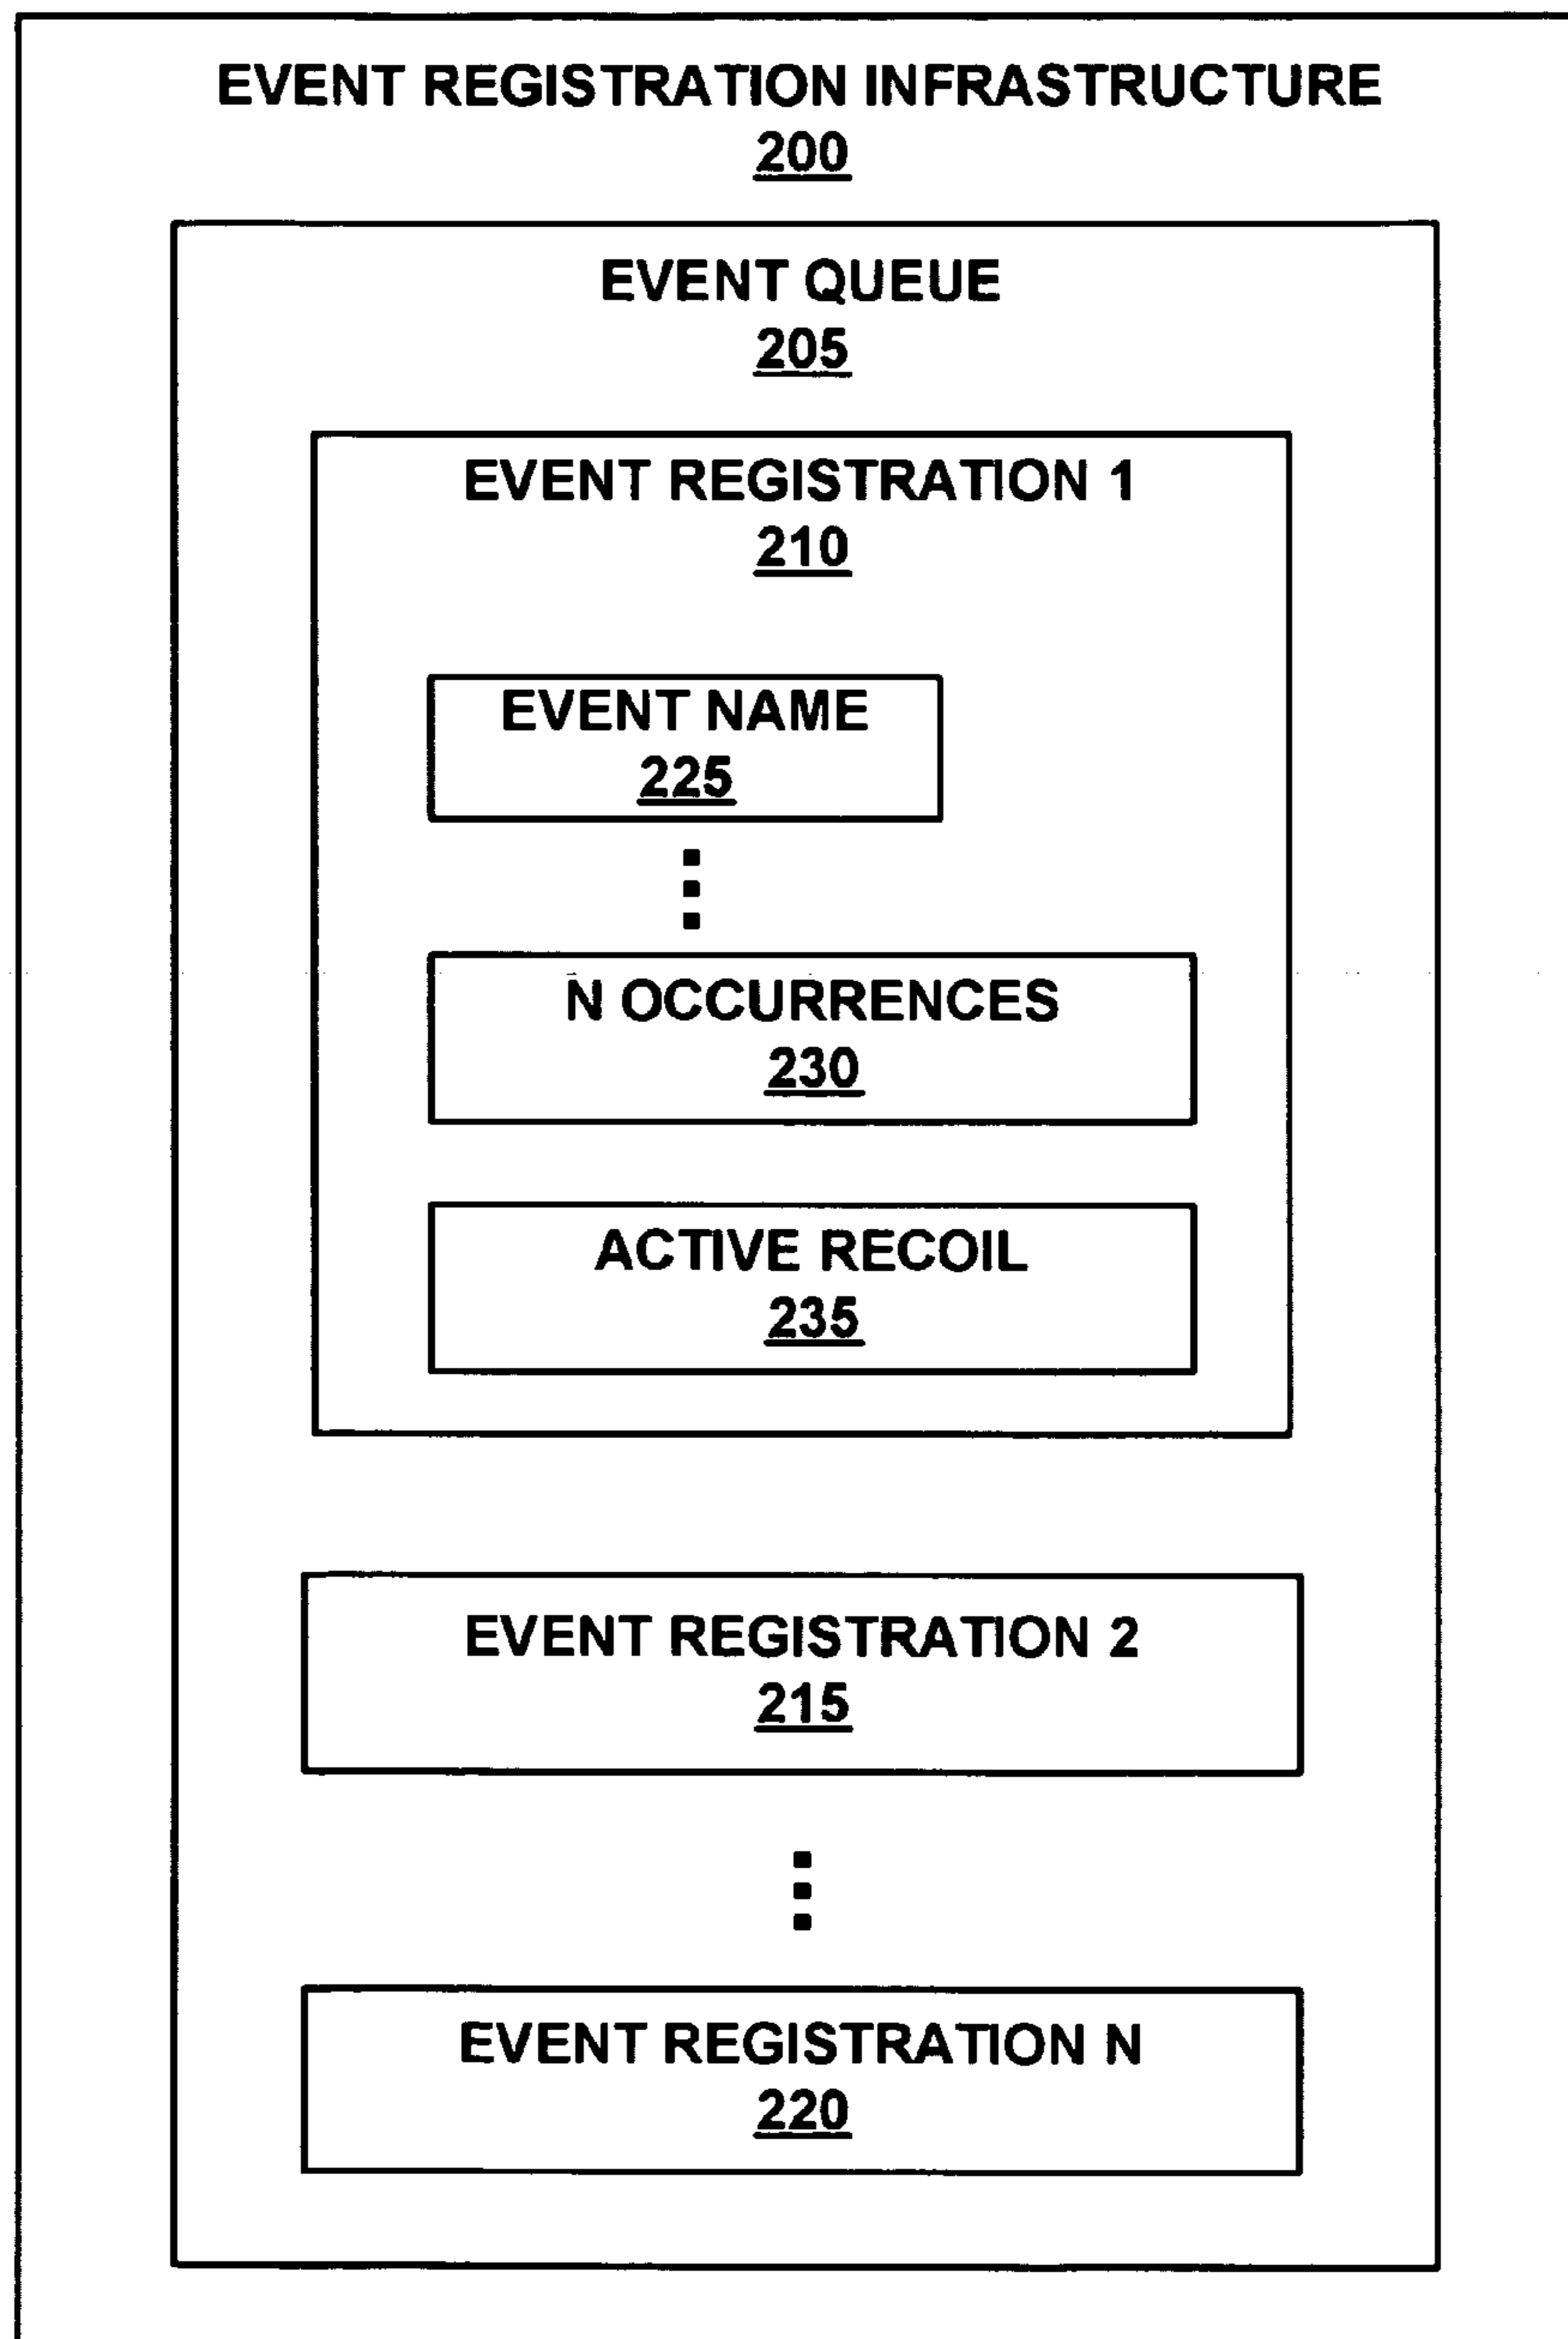 EVENT REGISTRATION INFRASTRUCTURE
200
EVENT QUEUE
205
EVENT REGISTRATION 1
210
EVENT NAME
225
N OCCURRENCES
230
ACTIVE RECOIL
235
EVENT REGISTRATION 2
215
EVENT REGISTRATION N
220